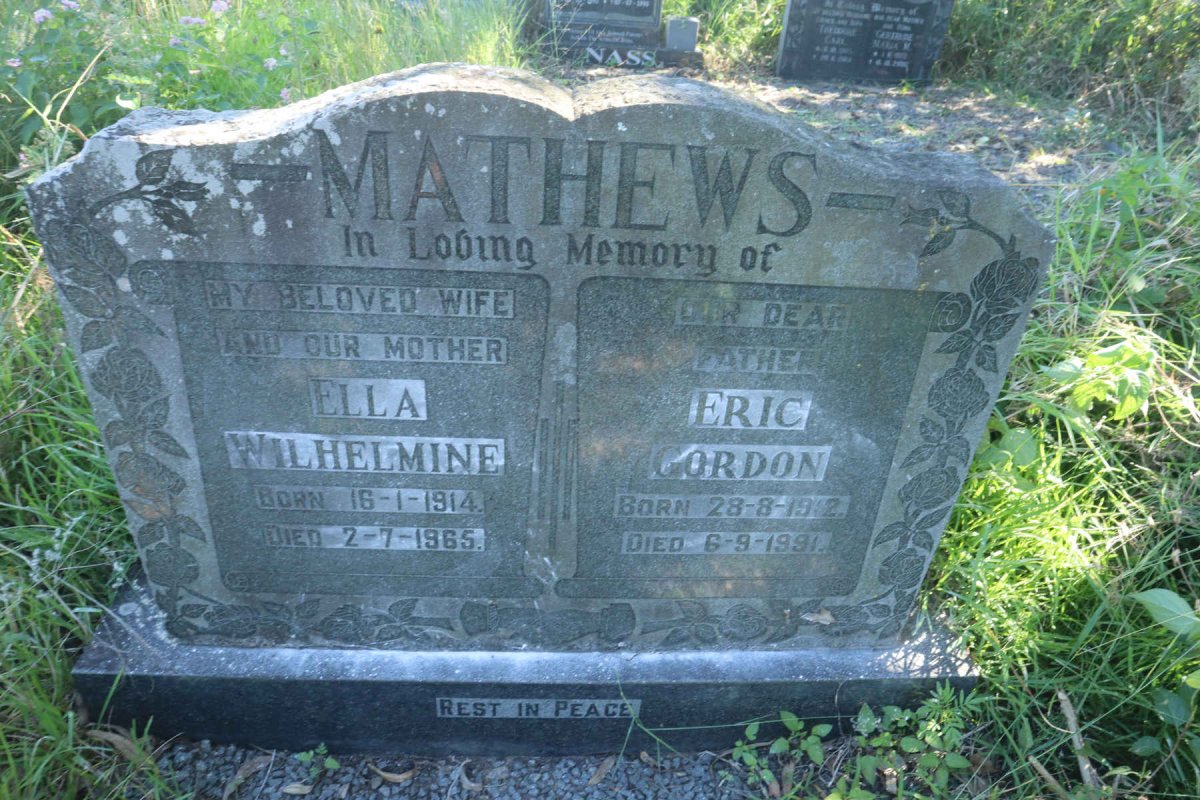 NASS
MATHEWS
In Loving Memory of
MY BELOVED WIFE
AND OUR MOTHER
ELLA
WILHELMINE
BORN 16-1-1914.
DIED 2-7-1965.
OUR DEAR
FATHER
ERIC
GORDON
BORN 28-8-1912.
DIED 6-9-1991.
REST IN PEACE